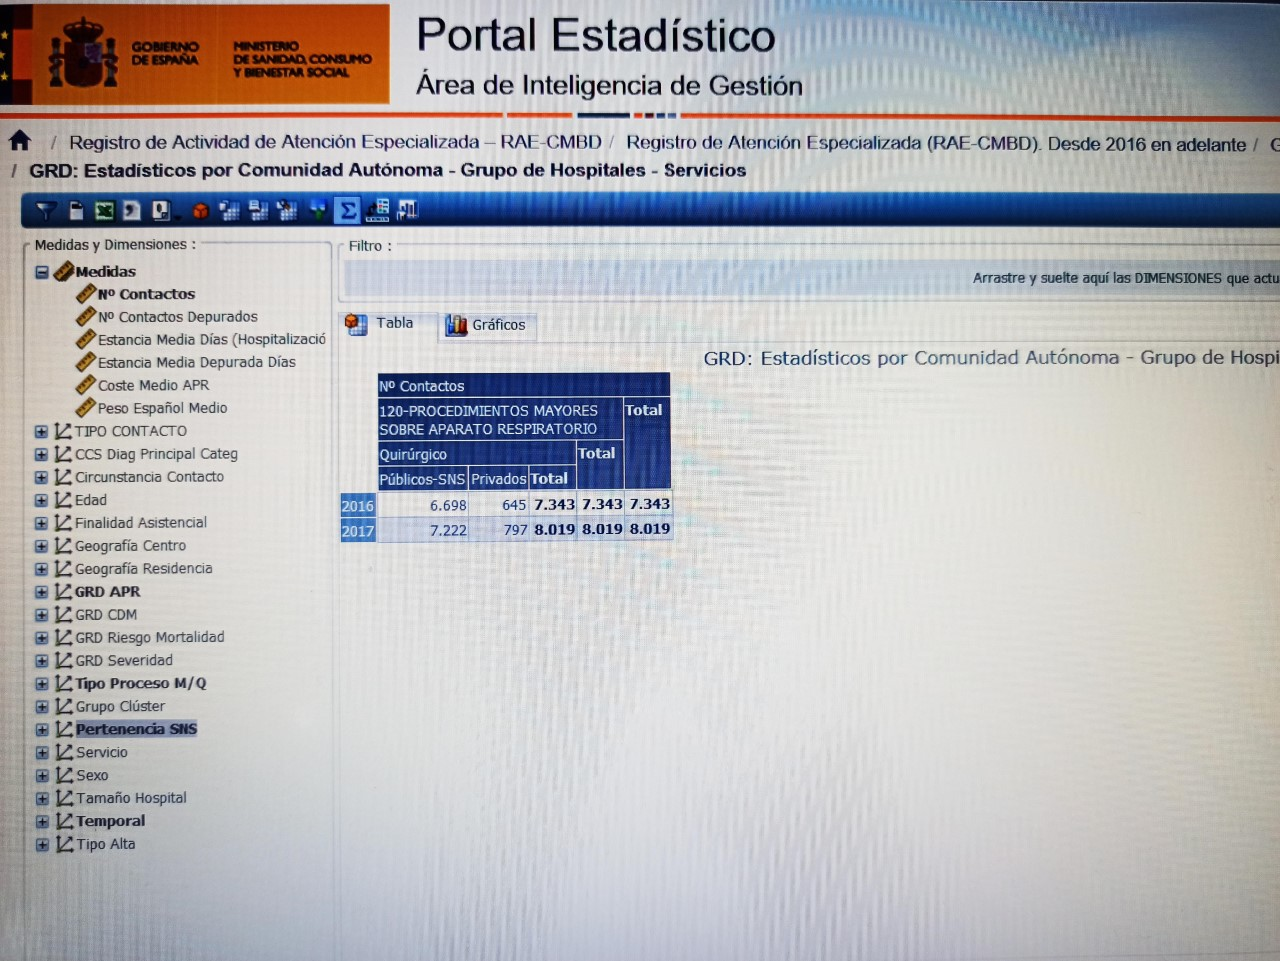 GOBIERNO
DE ESPAÑA
MINISTERIO
DE SANIDAD, CONSUMO
Y BIENESTAR SOCIAL
Portal Estadístico
Área de Inteligencia de Gestión
/ Registro de Actividad de Atención Especializada – RAE-CMBD / Registro de Atención Especializada (RAE-CMBD). Desde 2016 en adelante /
/ GRD: Estadísticos por Comunidad Autónoma - Grupo de Hospitales - Servicios
Medidas y Dimensiones :
Medidas
Nº Contactos
Nº Contactos Depurados
Estancia Media Días (Hospitalizació
Estancia Media Depurada Días
Coste Medio APR
Peso Español Medio
TIPO CONTACTO
CCS Diag Principal Categ
Circunstancia Contacto
Edad
Finalidad Asistencial
Geografía Centro
Geografía Residencia
GRD APR
GRD CDM
GRD Riesgo Mortalidad
GRD Severidad
Tipo Proceso M/Q
Grupo Clúster
Pertenencia SNS
Servicio
Sexo
Tamaño Hospital
Temporal
Tipo Alta
Filtro :
Arrastre y suelte aquí las DIMENSIONES que actu
Tabla Gráficos
GRD: Estadísticos por Comunidad Autónoma - Grupo de Hospi
Nº Contactos
120-PROCEDIMIENTOS MAYORES Total
SOBRE APARATO RESPIRATORIO
Quirúrgico Total
Públicos-SNS Privados Total
2016 6.698 645 7.343 7.343 7.343
2017 7.222 797 8.019 8.019 8.019